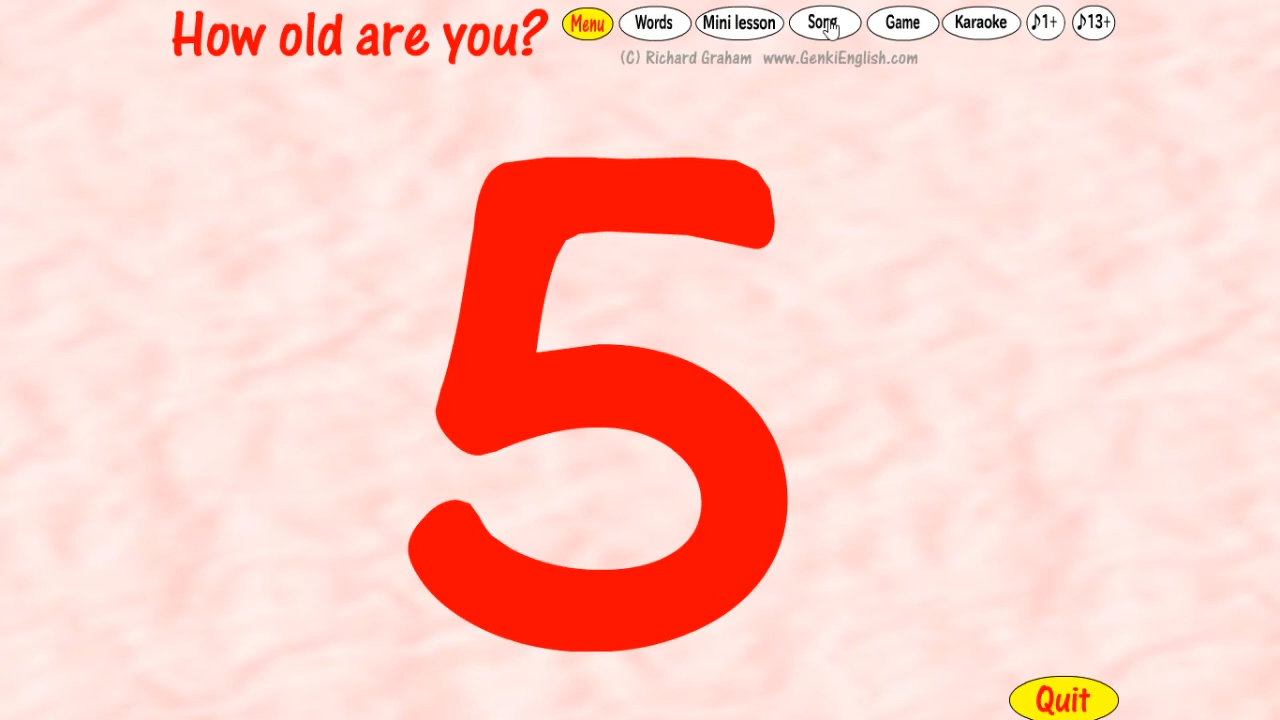 How old are you? Menu Words Mini lesson Song Game Karaoke ♪1+ ♪13+
(C) Richard Graham www.GenkiEnglish.com
5
Quit